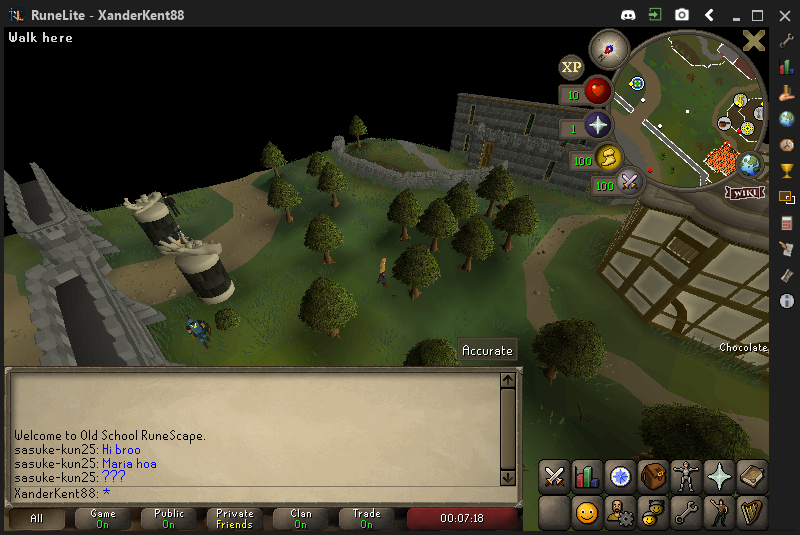 RuneLite - XanderKent88
Walk here
XP
10
1
100
100
WIKI
Accurate
Chocolate
Welcome to Old School RuneScape.
sasuke-kun25: Hi broo
sasuke-kun25: Maria hoa
sasuke-kun25: ???
XanderKent88: *
All
Game
On
Public
On
Private
Friends
Clan
On
Trade
On
00:07:18